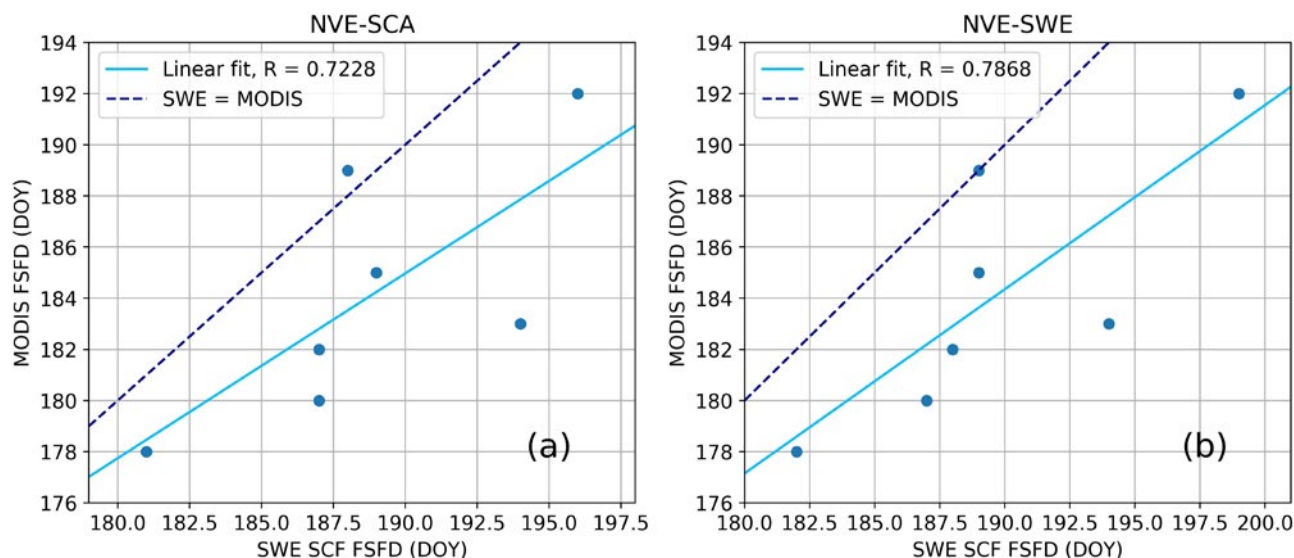 NVE-SCA
Linear fit, R = 0.7228
SWE = MODIS
194
192
190
188
186
184
182
180
178
176
MODIS FSFD (DOY)
(a)
180.0 182.5 185.0 187.5 190.0 192.5 195.0 197.5
SWE SCF FSFD (DOY)
NVE-SWE
Linear fit, R = 0.7868
SWE = MODIS
194
192
190
188
186
184
182
180
178
176
MODIS FSFD (DOY)
(b)
180.0 182.5 185.0 187.5 190.0 192.5 195.0 197.5 200.0
SWE SCF FSFD (DOY)